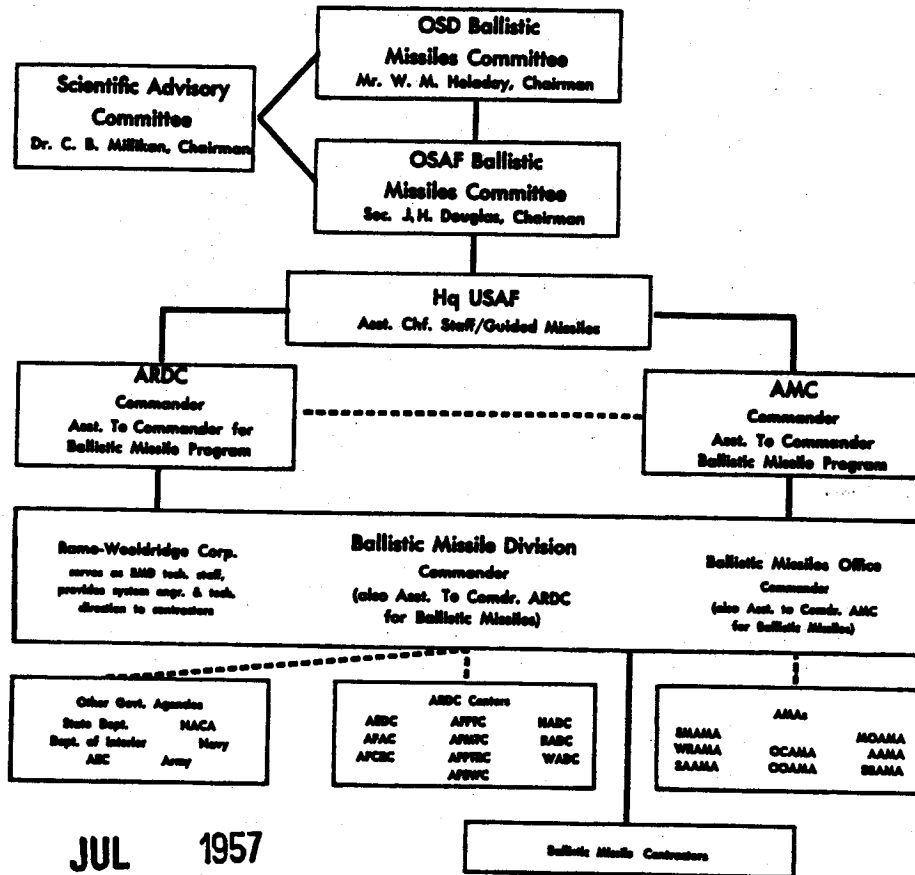 OSD Ballistic
Missiles Committee
Mr. W. M. Holaday, Chairman
Scientific Advisory
Committee
Dr. C. B. Millikan, Chairman
OSAF Ballistic
Missiles Committee
Sec. J.H. Douglas, Chairman
Hq USAF
Asst. Chf. Staff/Guided Missiles
ARDC
Commander
Asst. To Commander for
Ballistic Missile Program
AMC
Commander
Asst. To Commander
Ballistic Missile Program
Ramo-Wooldridge Corp.
serves as BMD tech. staff,
provides system engr. & tech.
direction to contractors
Ballistic Missile Division
Commander
(also Asst. To Comdr. ARDC
for Ballistic Missiles)
Ballistic Missiles Office
Commander
(also Asst. to Comdr. AMC
for Ballistic Missiles)
Other Govt. Agencies
State Dept. NACA
Dept. of Interior Navy
AEC Army
ARDC Centers
AFFTC HADC
AFAC AFMTC RADC
AFCRC WADC
AFSWC
AMAs
SMAMA MOAMA
WRAMA OCAMA AAMA
SAAMA OOAMA SBAMA
Ballistic Missile Contractors
JUL 1957